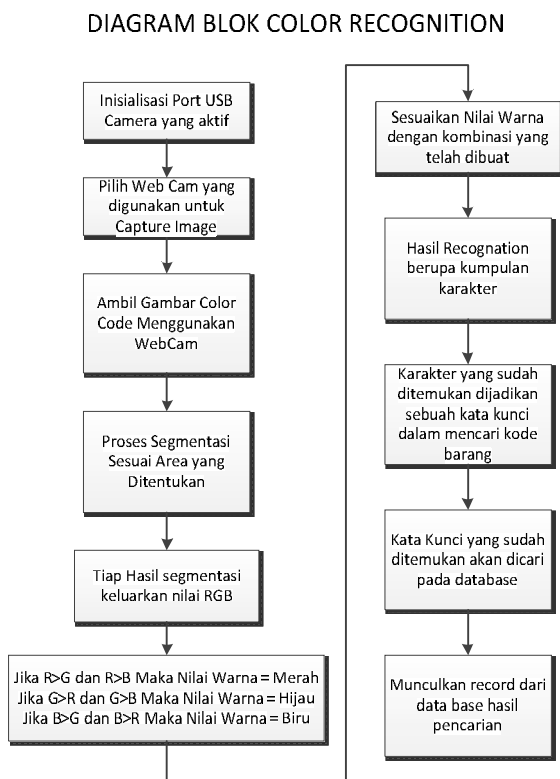 DIAGRAM BLOK COLOR RECOGNITION
Inisialisasi Port USB
Camera yang aktif
Pilih Web Cam yang
digunakan untuk
Capture Image
Ambil Gambar Color
Code Menggunakan
WebCam
Proses Segmentasi
Sesuai Area yang
Ditentukan
Tiap Hasil segmentasi
keluarkan nilai RGB
Jika R>G dan R>B Maka Nilai Warna = Merah
Jika G>R dan G>B Maka Nilai Warna = Hijau
Jika B>G dan B>R Maka Nilai Warna = Biru
Sesuaikan Nilai Warna
dengan kombinasi yang
telah dibuat
Hasil Recognation
berupa kumpulan
karakter
Karakter yang sudah
ditemukan dijadikan
sebuah kata kunci
dalam mencari kode
barang
Kata Kunci yang sudah
ditemukan akan dicari
pada database
Munculkan record dari
data base hasil
pencarian